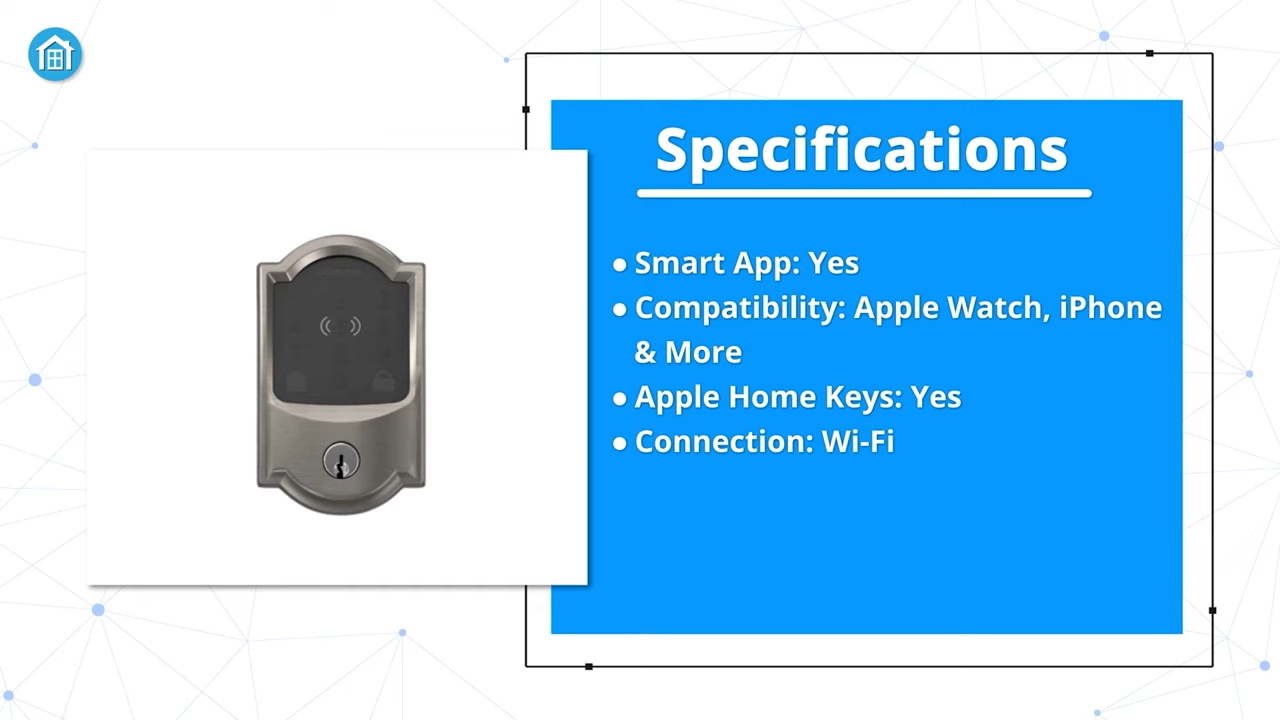 Specifications
● Smart App: Yes
● Compatibility: Apple Watch, iPhone
& More
● Apple Home Keys: Yes
● Connection: Wi-Fi